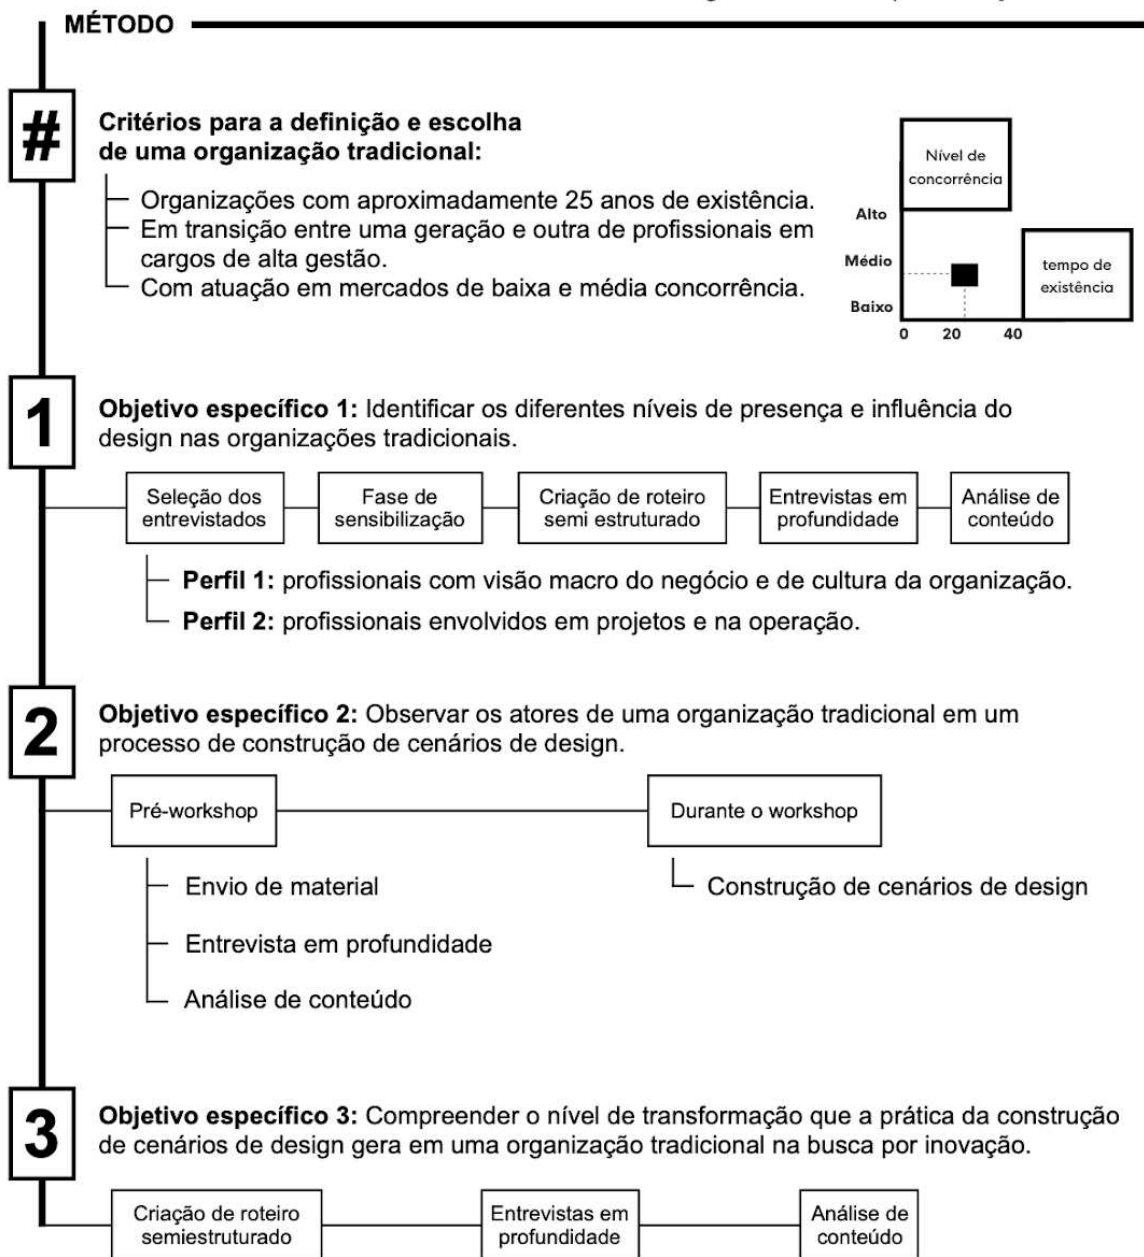 MÉTODO
#
Critérios para a definição e escolha
de uma organização tradicional:
Organizações com aproximadamente 25 anos de existência.
Em transição entre uma geração e outra de profissionais em
cargos de alta gestão.
Com atuação em mercados de baixa e média concorrência.
Nível de
concorrência
Alto
Médio
Baixo
tempo de
existência
0 20 40
1
Objetivo específico 1: Identificar os diferentes níveis de presença e influência do
design nas organizações tradicionais.
Seleção dos
entrevistados
Fase de
sensibilização
Criação de roteiro
semi estruturado
Entrevistas em
profundidade
Análise de
conteúdo
Perfil 1: profissionais com visão macro do negócio e de cultura da organização.
Perfil 2: profissionais envolvidos em projetos e na operação.
2
Objetivo específico 2: Observar os atores de uma organização tradicional em um
processo de construção de cenários de design.
Pré-workshop
Envio de material
Entrevista em profundidade
Análise de conteúdo
Durante o workshop
Construção de cenários de design
3
Objetivo específico 3: Compreender o nível de transformação que a prática da construção
de cenários de design gera em uma organização tradicional na busca por inovação.
Criação de roteiro
semiestruturado
Entrevistas em
profundidade
Análise de
conteúdo